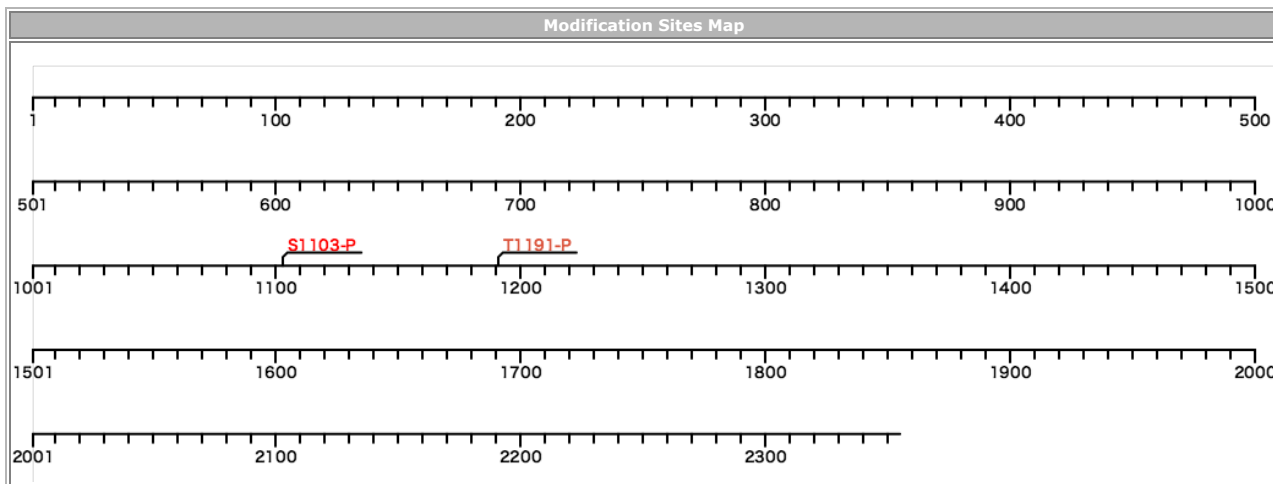 Modification Sites Map
1 100 200 300 400 500
501 600 700 800 900 1000
S1103-P T1191-P
1001 1100 1200 1300 1400 1500
1501 1600 1700 1800 1900 2000
2001 2100 2200 2300